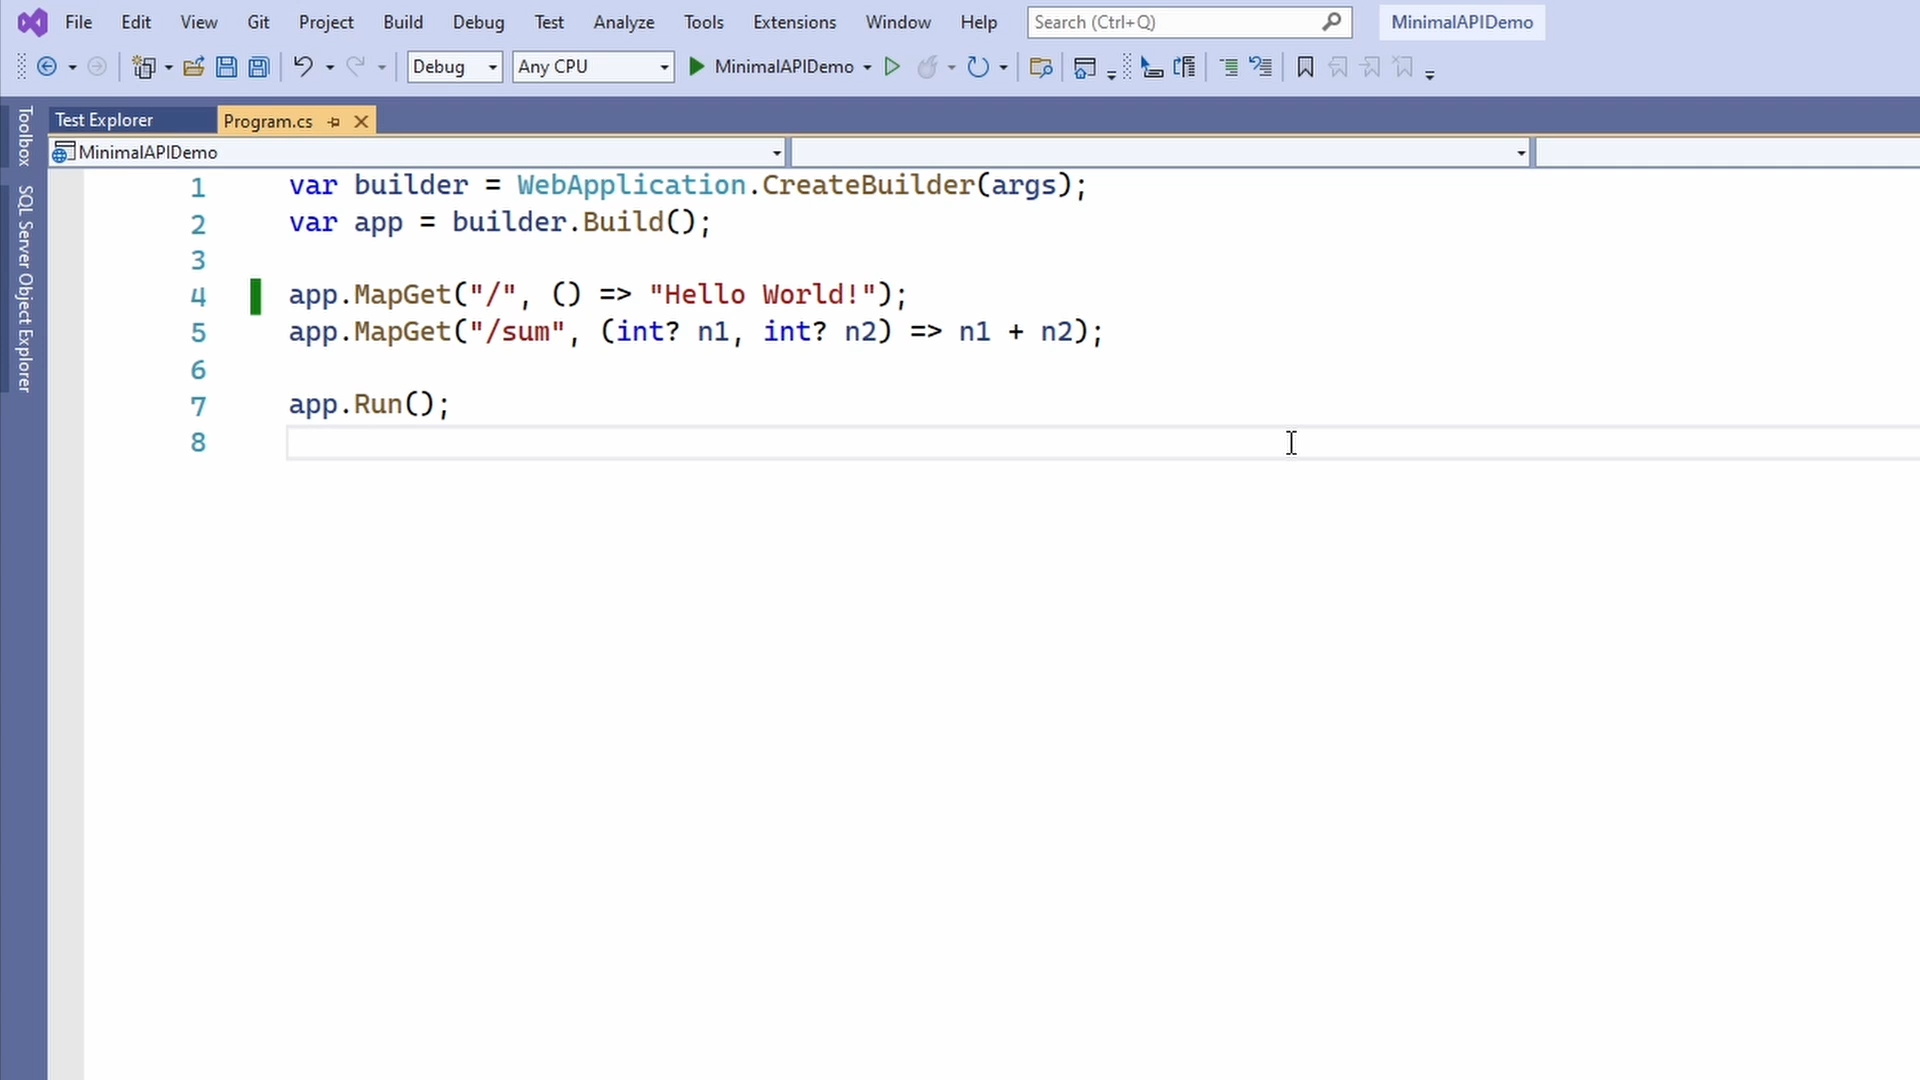 File Edit View Git Project Build Debug Test Analyze Tools Extensions Window Help Search (Ctrl+Q) MinimalAPIDemo
Debug Any CPU MinimalAPIDemo
Toolbox
SQL Server Object Explorer
Test Explorer Program.cs
MinimalAPIDemo
1 var builder = WebApplication.CreateBuilder(args);
2 var app = builder.Build();
3
4 app.MapGet("/", () => "Hello World!");
5 app.MapGet("/sum", (int? n1, int? n2) => n1 + n2);
6
7 app.Run();
8